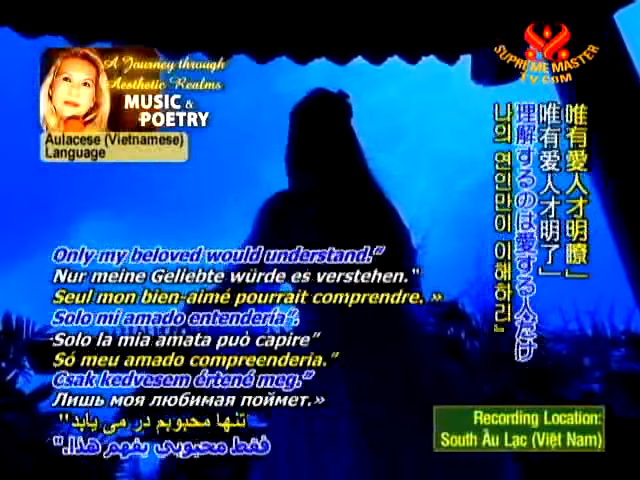 SUPREME MASTER
TV.COM
A Journey through
Aesthetic Realms
MUSIC &
POETRY
Aulacese (Vietnamese)
Language
唯有愛人才明瞭」
唯有爱人才明了」
理解するのは愛する人だけ
나의 연인만이 이해하리』
Only my beloved would understand.“
Nur meine Geliebte würde es verstehen."
Seul mon bien-aimé pourrait comprendre. »
Solo mi amado entendería“.
Solo la mia amata può capire”
Só meu amado compreenderia.”
Csak kedvesem értené meg.”
Лишь моя любимая поймет.»
تنها محبوبم در می یابد"
فقط محبوبي يفهم هذا."
Recording Location:
South Âu Lạc (Việt Nam)